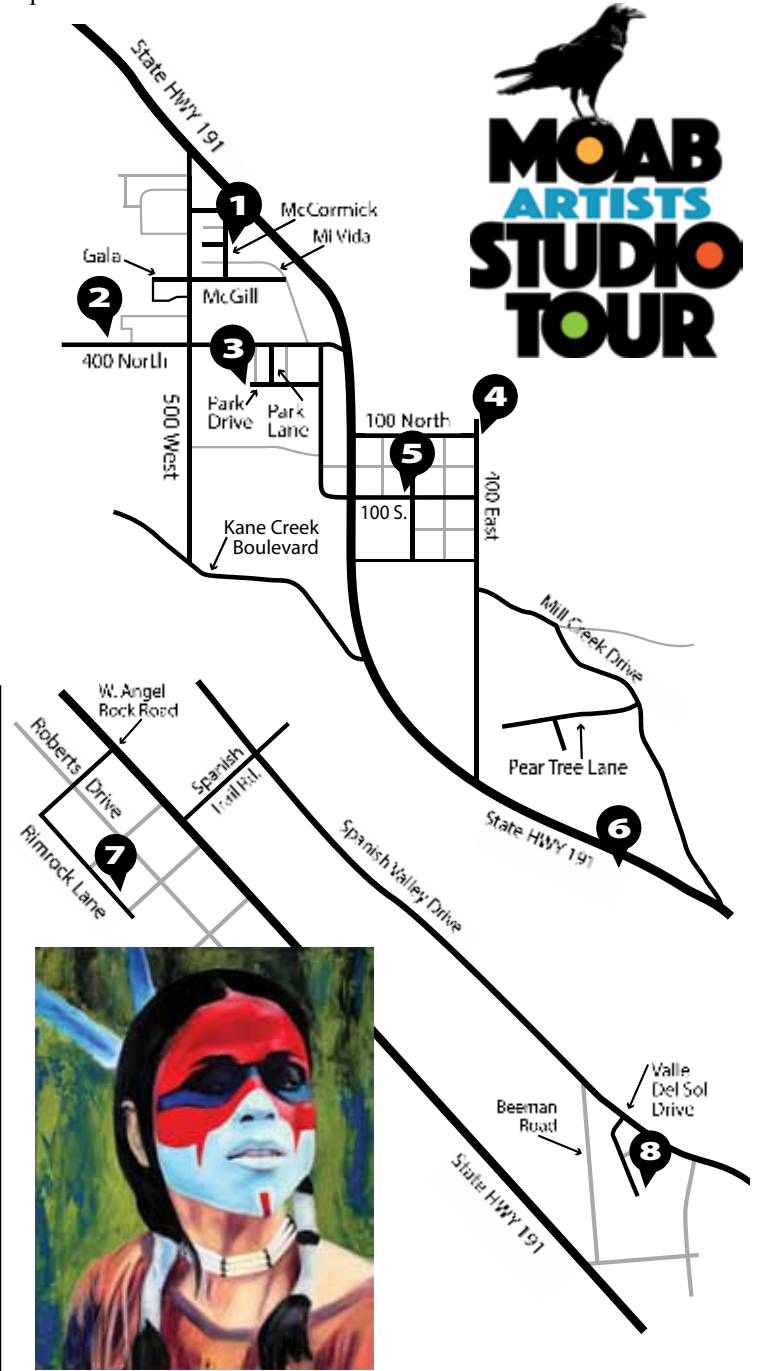 State HWY 191
MOAB
ARTISTS
STUDIO
TOUR
1
McCormick
Mi Vida
Gala
2
McGill
3
400 North
Park
Drive
Park
Lane
500 West
4
100 North
5
400 East
100 S.
Kane Creek
Boulevard
Mill Creek Drive
Pear Tree Lane
State HWY 191
6
W. Angel
Rock Road
Roberts
Drive
Spanish
Trail Rd.
Rimrock Lane
7
Spanish Valley Drive
Valle
Del Sol
Drive
Beeman
Road
8
State HWY 191